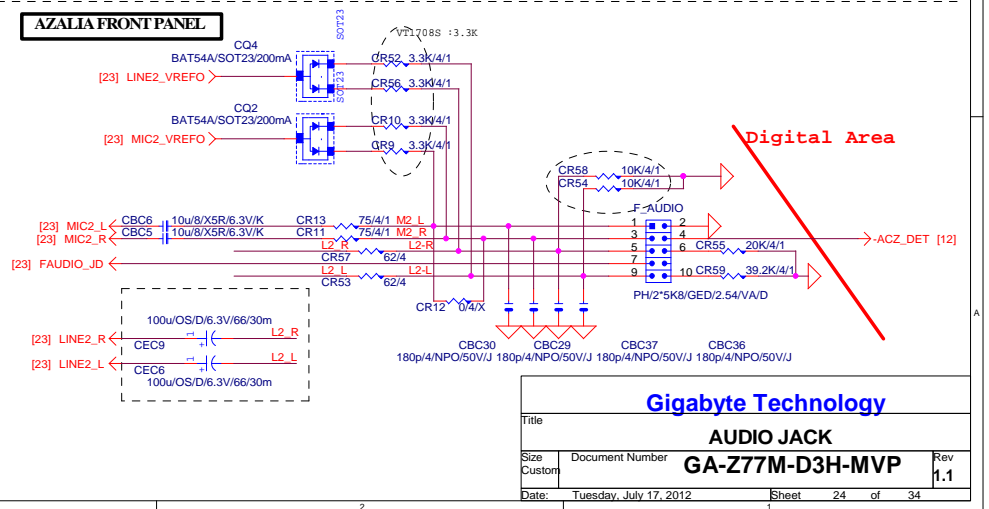 AZALIA FRONT PANEL
SOT23
VT1708S :3.3K
CQ4
BAT54A/SOT23/200mA
CR52 3.3K/4/1
[23] LINE2_VREFO
CR56 3.3K/4/1
SOT23
CQ2
BAT54A/SOT23/200mA
CR10 3.3K/4/1
[23] MIC2_VREFO
CR9 3.3K/4/1
Digital Area
CR58 10K/4/1
CR54 10K/4/1
F_AUDIO
[23] MIC2_L CBC6 10u/8/X5R/6.3V/K CR13 75/4/1 M2_L 1 2
[23] MIC2_R CBC5 10u/8/X5R/6.3V/K CR11 75/4/1 M2_R 3 4 -ACZ_DET [12]
L2_R L2-R 5 6 CR55 20K/4/1
CR57 62/4
[23] FAUDIO_JD 7
L2_L L2-L 9 10 CR59 39.2K/4/1
CR53 62/4
PH/2*5K8/GED/2.54/VA/D
CR12 0/4/X
100u/OS/D/6.3V/66/30m
[23] LINE2_R 1 + L2_R
CEC9
[23] LINE2_L 1 + L2_L
CEC6
100u/OS/D/6.3V/66/30m
CBC30 CBC29 CBC37 CBC36
180p/4/NPO/50V/J 180p/4/NPO/50V/J 180p/4/NPO/50V/J 180p/4/NPO/50V/J
A
Gigabyte Technology
Title
AUDIO JACK
Size Document Number Rev
Custom GA-Z77M-D3H-MVP 1.1
Date: Tuesday, July 17, 2012 Sheet 24 of 34
2 1